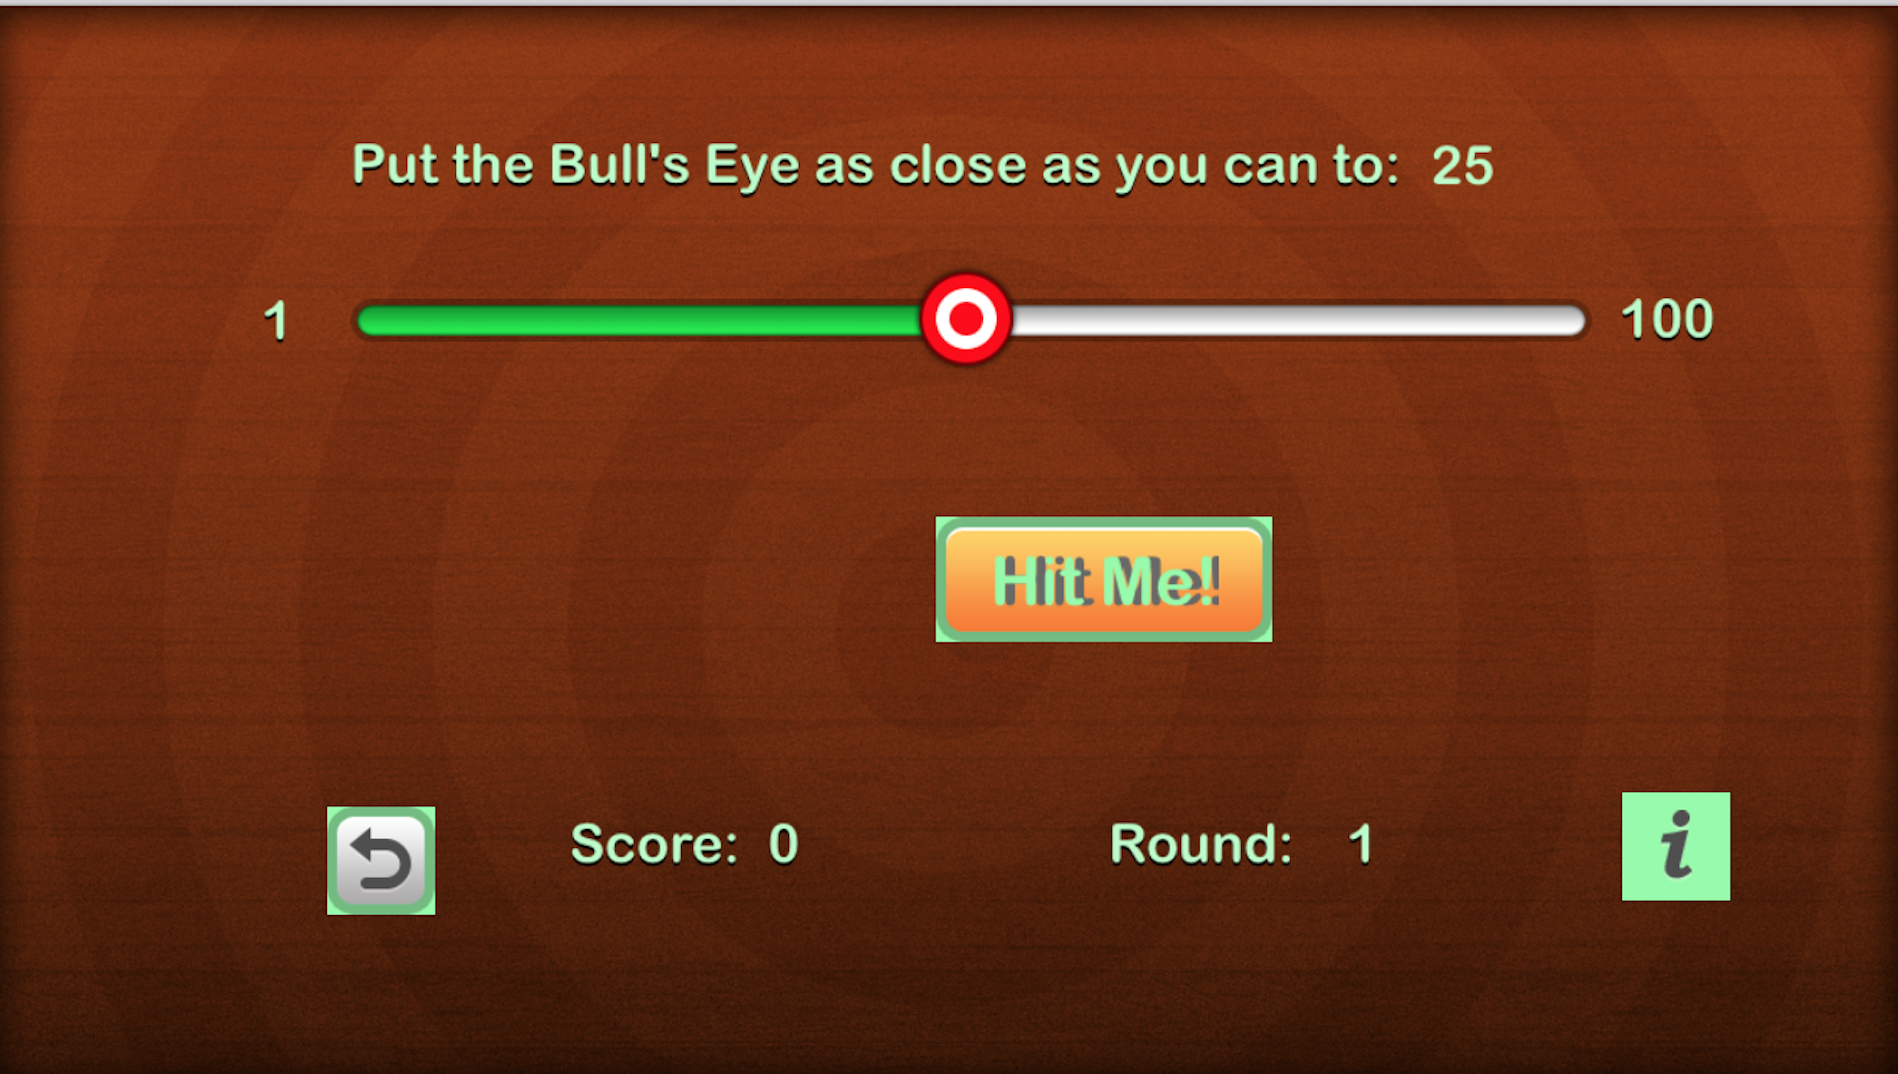 Put the Bull's Eye as close as you can to: 25
1 100
Hit Me!
Score: 0 Round: 1 i